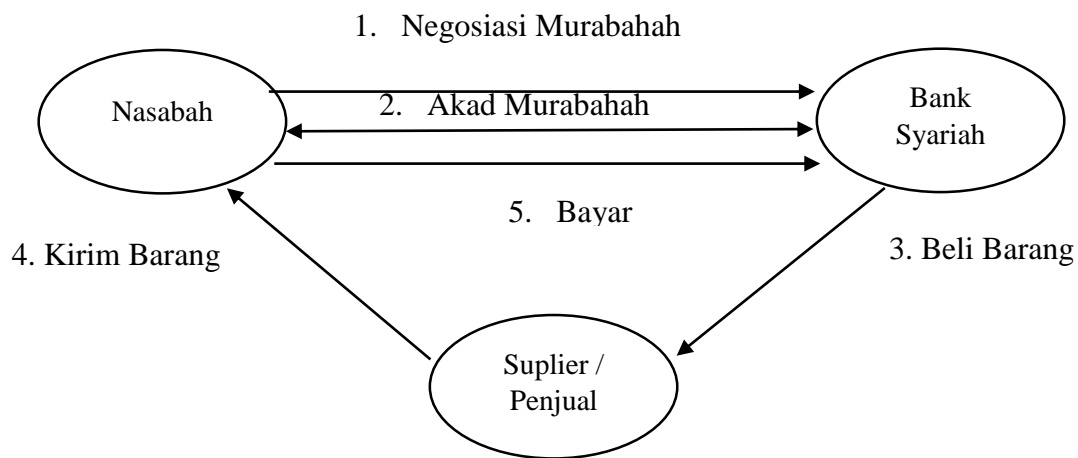 1. Negosiasi Murabahah
Nasabah
2. Akad Murabahah
Bank
Syariah
5. Bayar
4. Kirim Barang
3. Beli Barang
Suplier /
Penjual